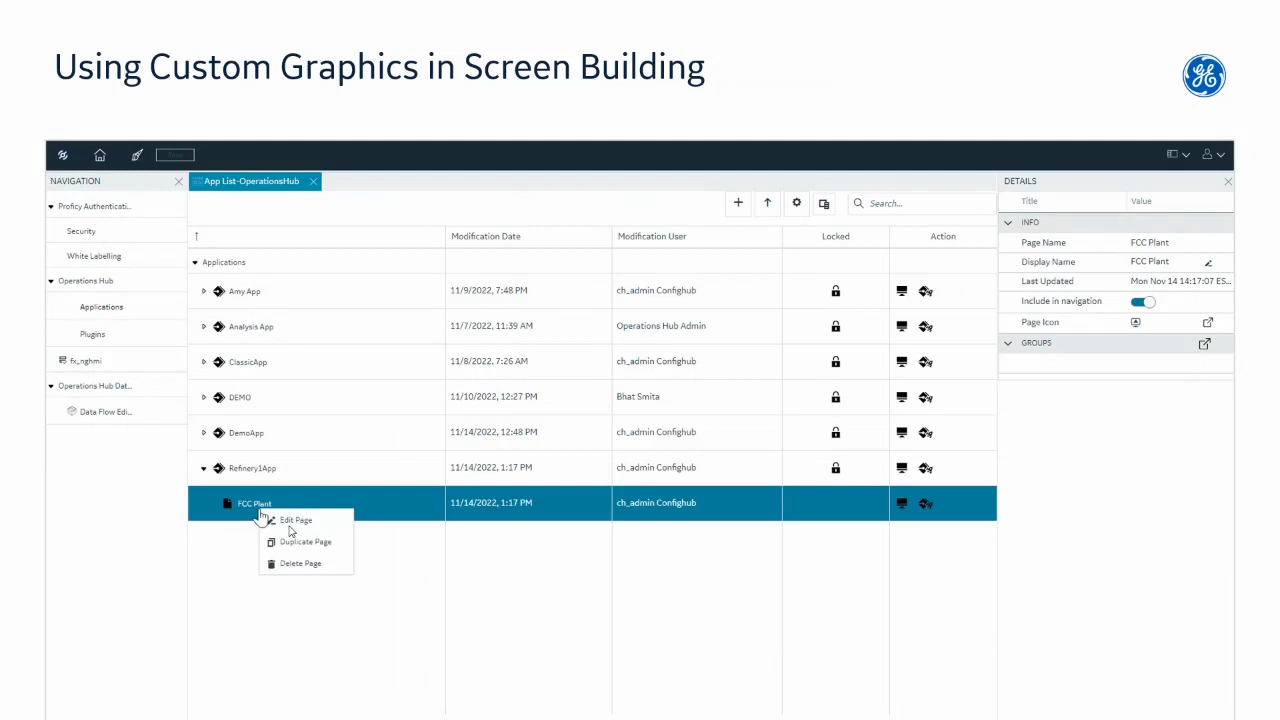 Using Custom Graphics in Screen Building
NAVIGATION
App List-OperationsHub
DETAILS
Proficy Authenticati...
Search...
Title Value
Security
INFO
Modification Date Modification User Locked Action
Page Name FCC Plant
White Labelling
Applications
Display Name FCC Plant
Operations Hub
Last Updated Mon Nov 14 14:17:07 ES...
Amy App 11/9/2022, 7:48 PM ch_admin Confighub
Include in navigation
Applications
Page Icon
Analysis App 11/7/2022, 11:39 AM Operations Hub Admin
Plugins
GROUPS
fx_nghmi
ClassicApp 11/8/2022, 7:26 AM ch_admin Confighub
Operations Hub Dat...
DEMO 11/10/2022, 12:27 PM Bhat Smita
Data Flow Edi...
DemoApp 11/14/2022, 12:48 PM ch_admin Confighub
Refinery1App 11/14/2022, 1:17 PM ch_admin Confighub
FCC Plant 11/14/2022, 1:17 PM ch_admin Confighub
Edit Page
Duplicate Page
Delete Page